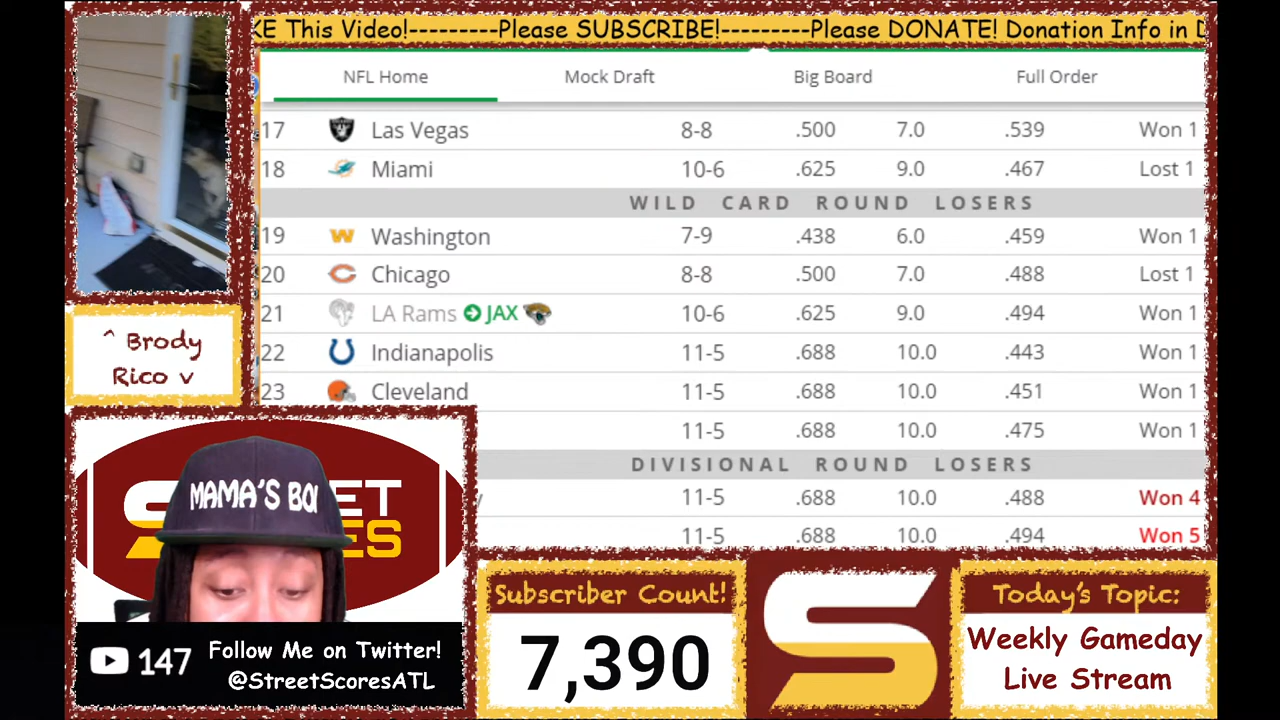 KE This Video!---------Please SUBSCRIBE!---------Please DONATE! Donation Info in D
NFL Home Mock Draft Big Board Full Order
17 Las Vegas 8-8 .500 7.0 .539 Won 1
18 Miami 10-6 .625 9.0 .467 Lost 1
WILD CARD ROUND LOSERS
19 Washington 7-9 .438 6.0 .459 Won 1
20 Chicago 8-8 .500 7.0 .488 Lost 1
21 LA Rams JAX 10-6 .625 9.0 .494 Won 1
22 Indianapolis 11-5 .688 10.0 .443 Won 1
23 Cleveland 11-5 .688 10.0 .451 Won 1
11-5 .688 10.0 .475 Won 1
DIVISIONAL ROUND LOSERS
11-5 .688 10.0 .488 Won 4
11-5 .688 10.0 .494 Won 5
^ Brody
Rico v
MAMA'S BOI
147
Follow Me on Twitter!
@StreetScoresATL
Subscriber Count!
7,390
S
Today's Topic:
Weekly Gameday
Live Stream